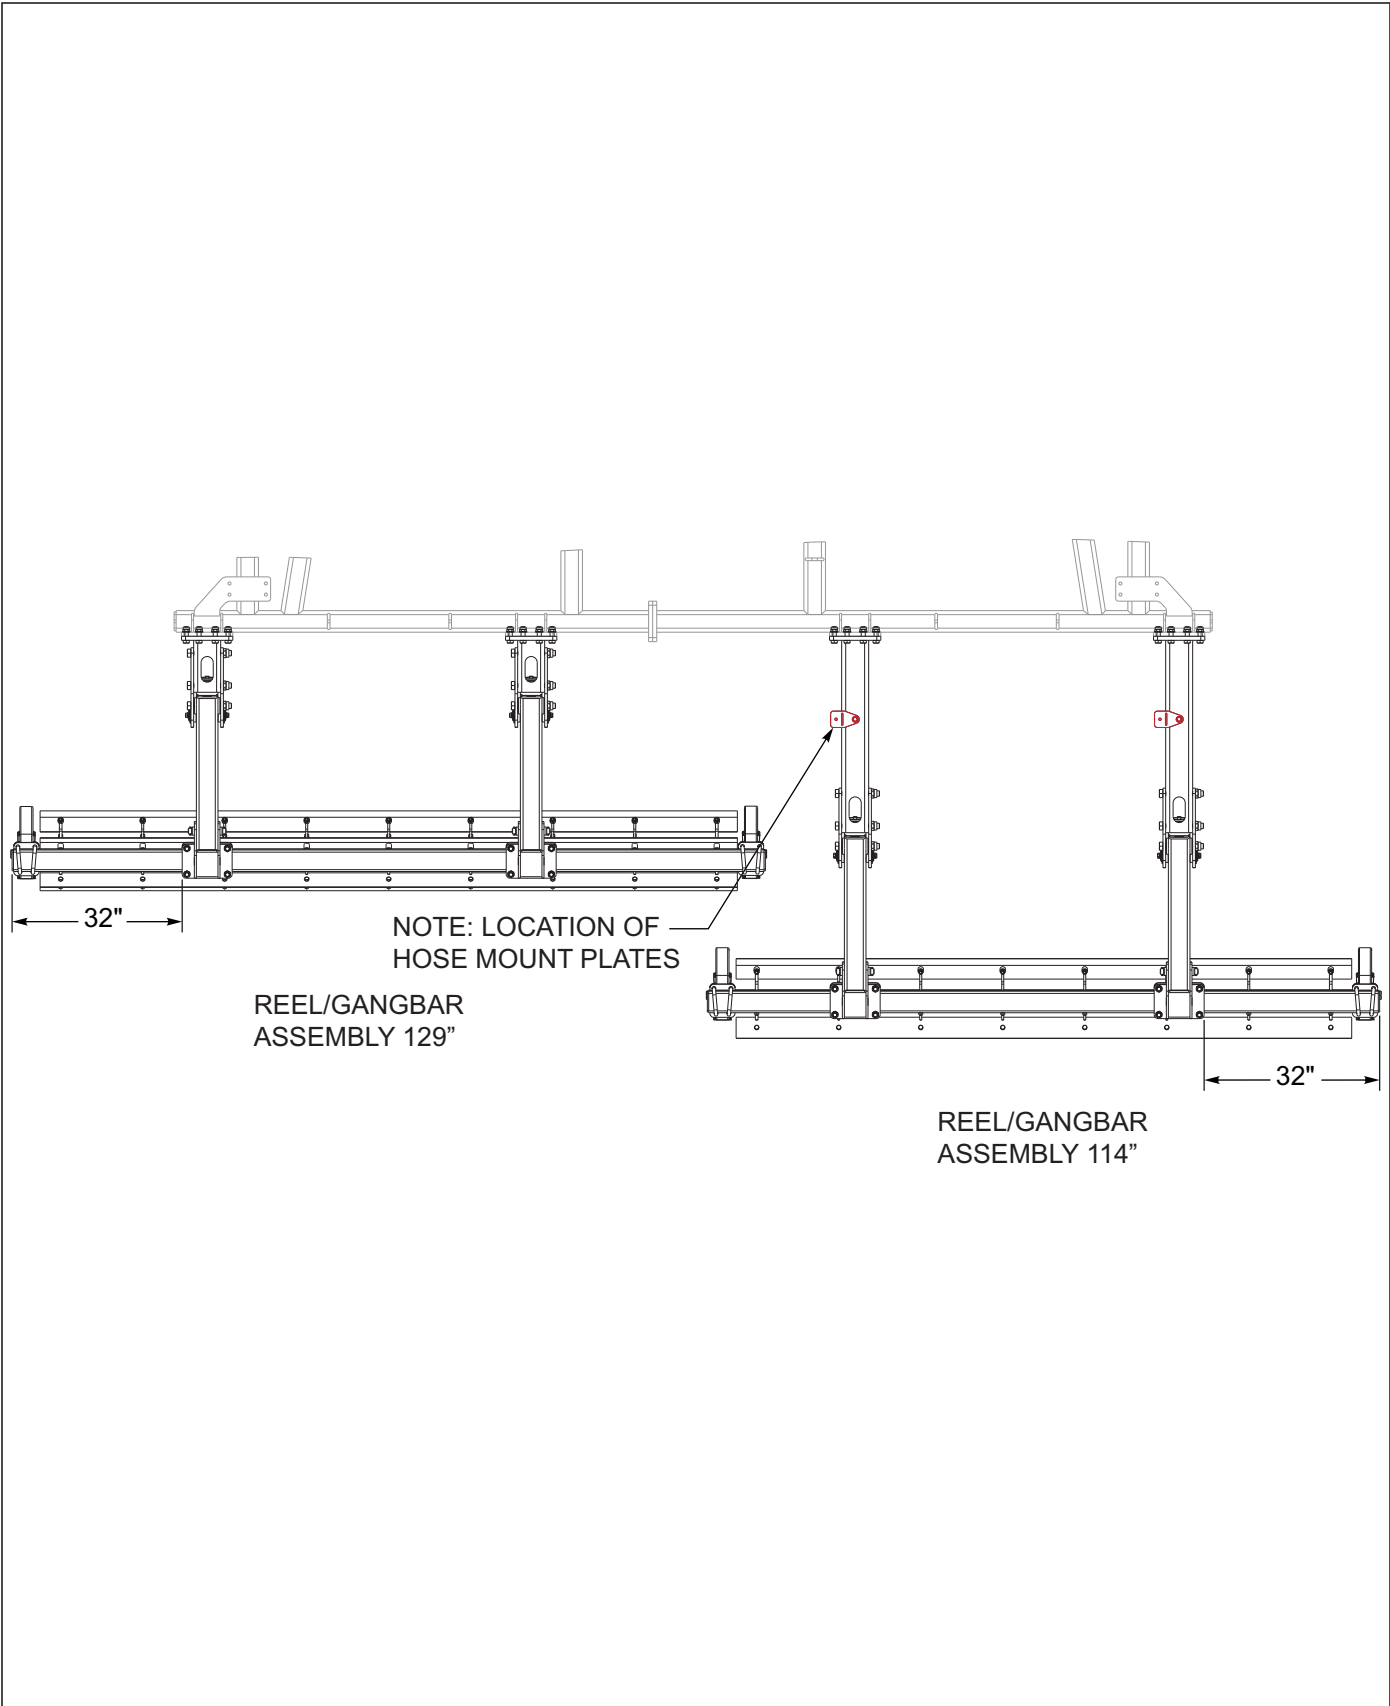 32"
NOTE: LOCATION OF
HOSE MOUNT PLATES
REEL/GANGBAR
ASSEMBLY 129”
32"
REEL/GANGBAR
ASSEMBLY 114”